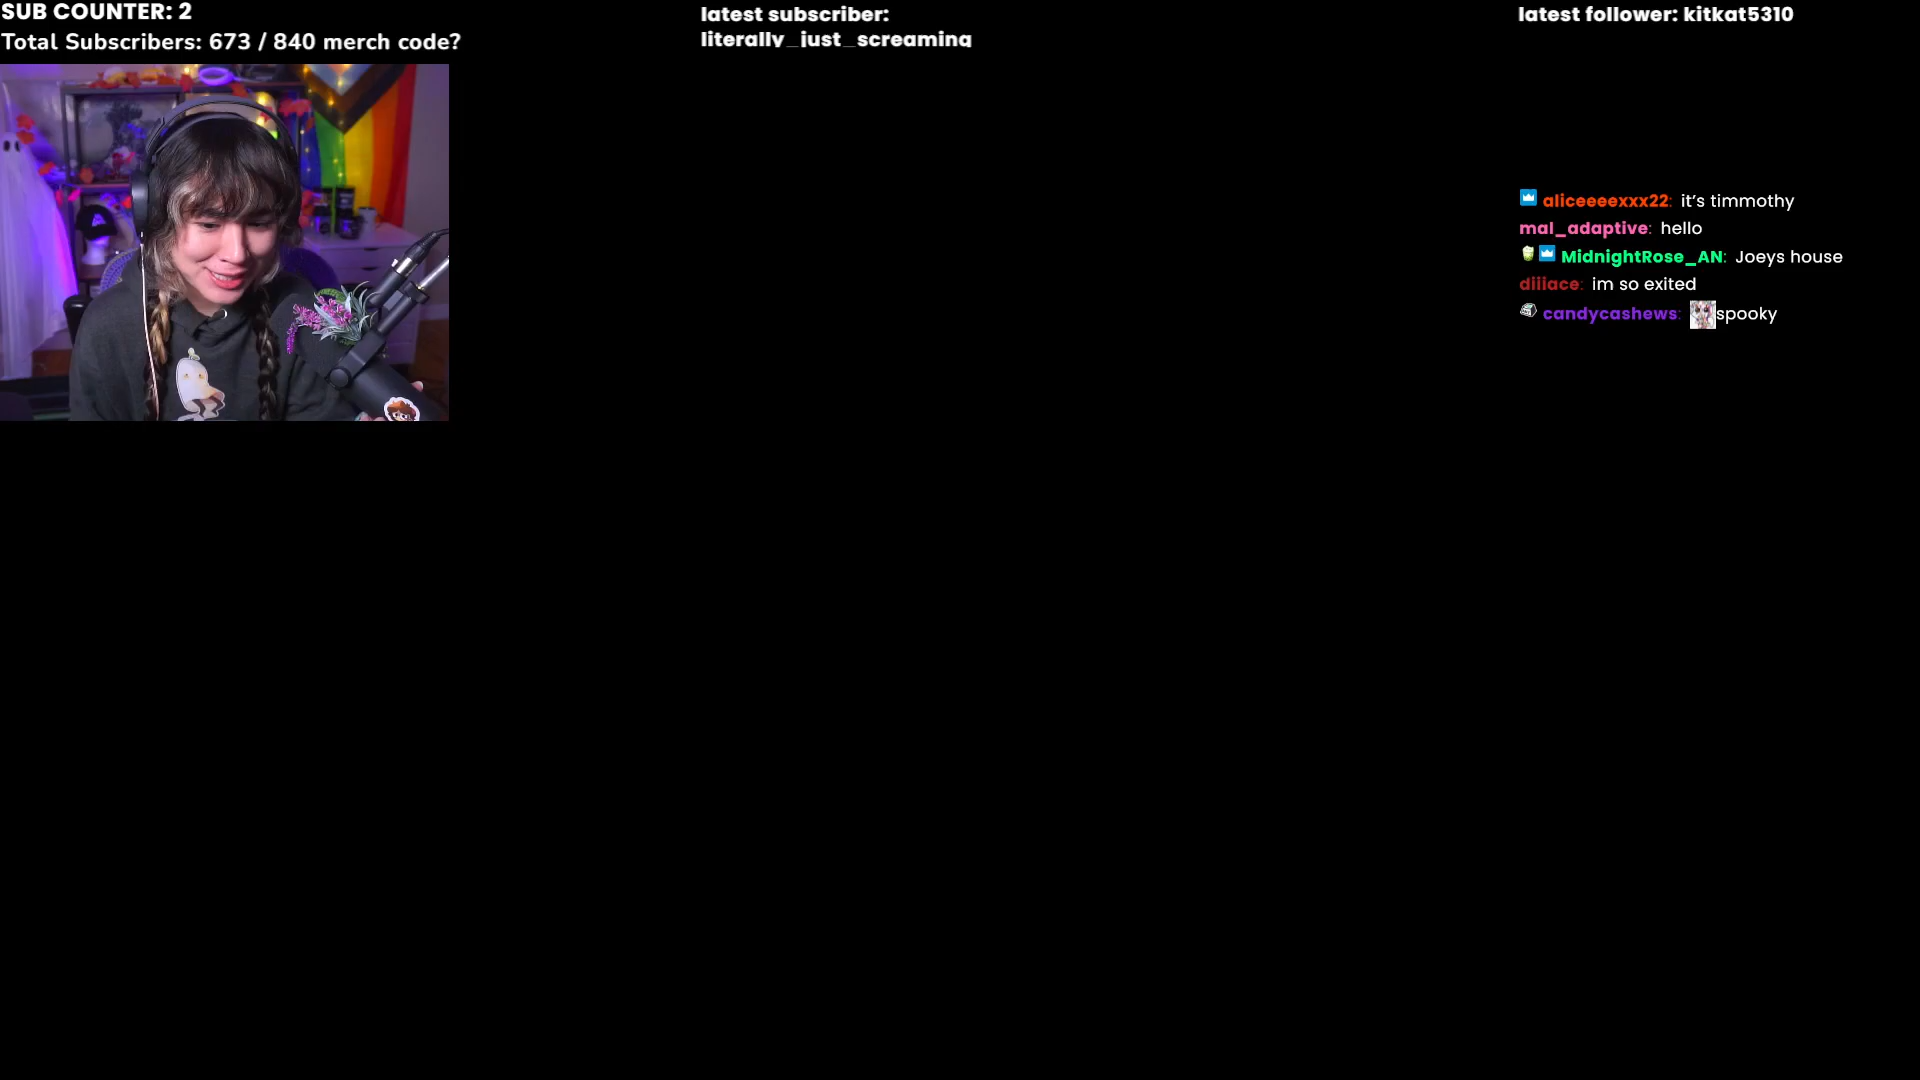 SUB COUNTER: 2
Total Subscribers: 673 / 840 merch code?
latest subscriber:
literally_just_screaming
latest follower: kitkat5310
aliceeeexxx22: it's timmothy
mal_adaptive: hello
MidnightRose_AN: Joeys house
diiiace: im so exited
candycashews: spooky